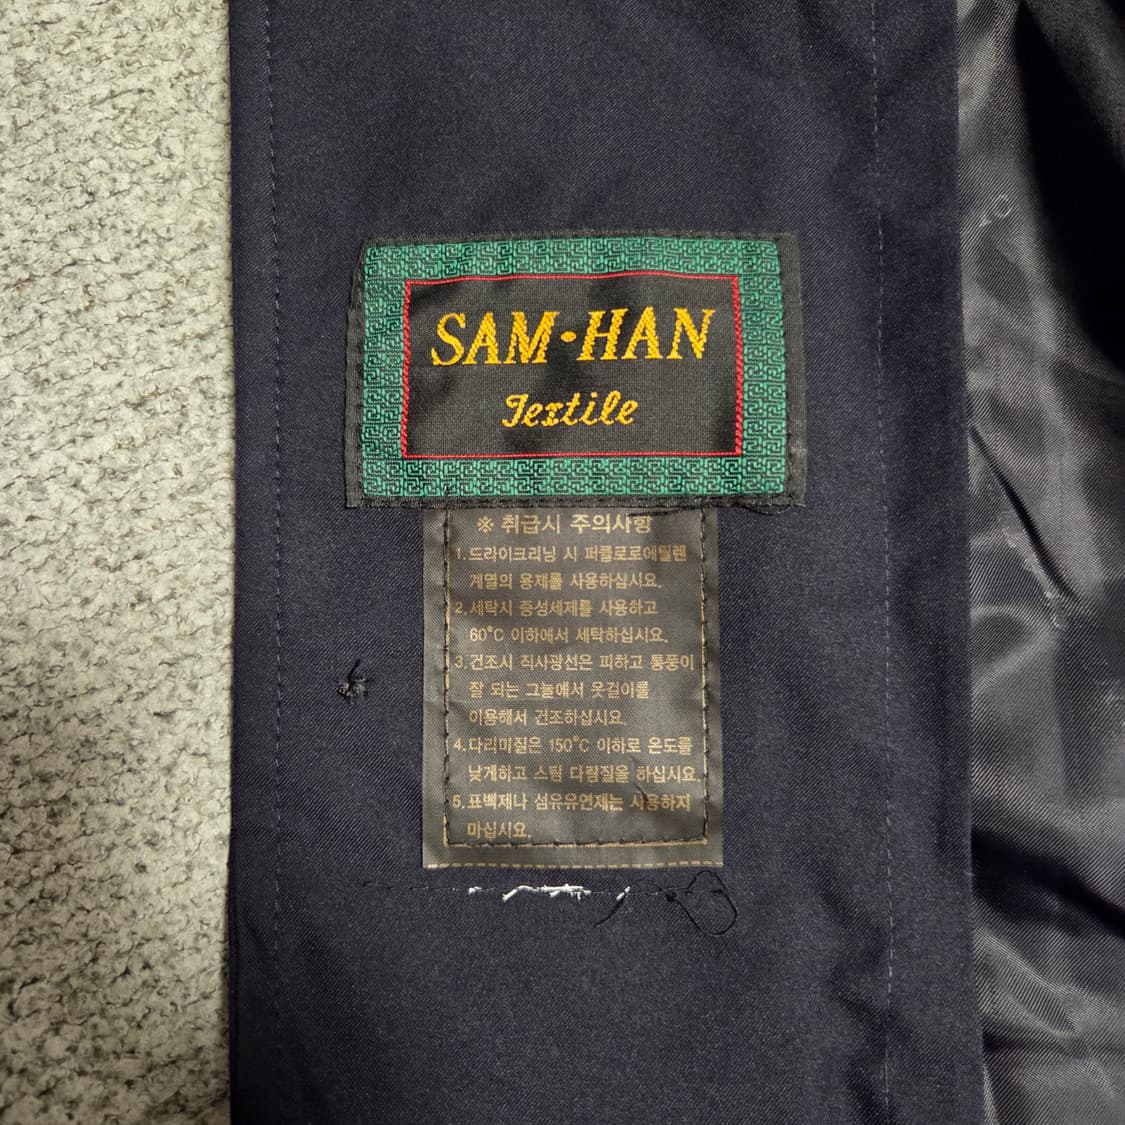 SAM·HAN
Textile
※ 취급시 주의사항
1. 드라이크리닝 시 퍼클로로에틸렌
계열의 용제를 사용하십시요.
2. 세탁시 중성세제를 사용하고
60°C 이하에서 세탁하십시요.
3. 건조시 직사광선은 피하고 통풍이
잘 되는 그늘에서 옷걸이를
이용해서 건조하십시요.
4. 다리미질은 150°C 이하로 온도를
낮게하고 스팀 다림질을 하십시요.
5. 표백제나 섬유유연제는 사용하지
마십시요.